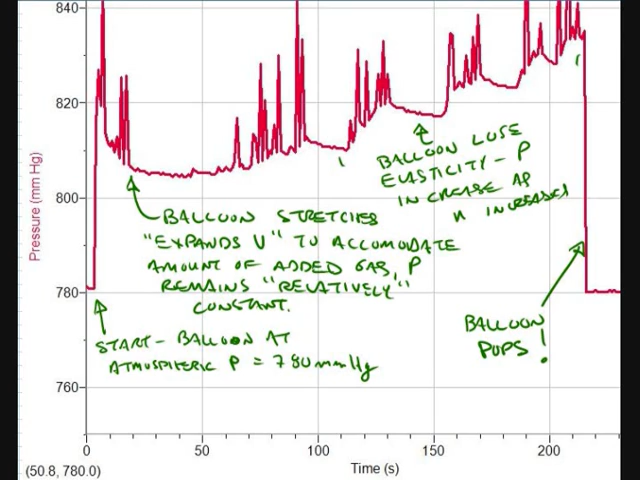 840
820
800
780
760
Pressure (mm Hg)
BALLOON LOSE
ELASTICITY - P
INCREASE AS
n INCREASES
BALLOON STRETCHES
"EXPANDS V" TO ACCOMODATE
AMOUNT OF ADDED GAS, P
REMAINS "RELATIVELY"
CONSTANT.
START - BALLOON AT
ATMOSPHERIC P = 780 mmHg
BALLOON
POPS!
0 50 100 150 200
Time (s)
(50.8, 780.0)